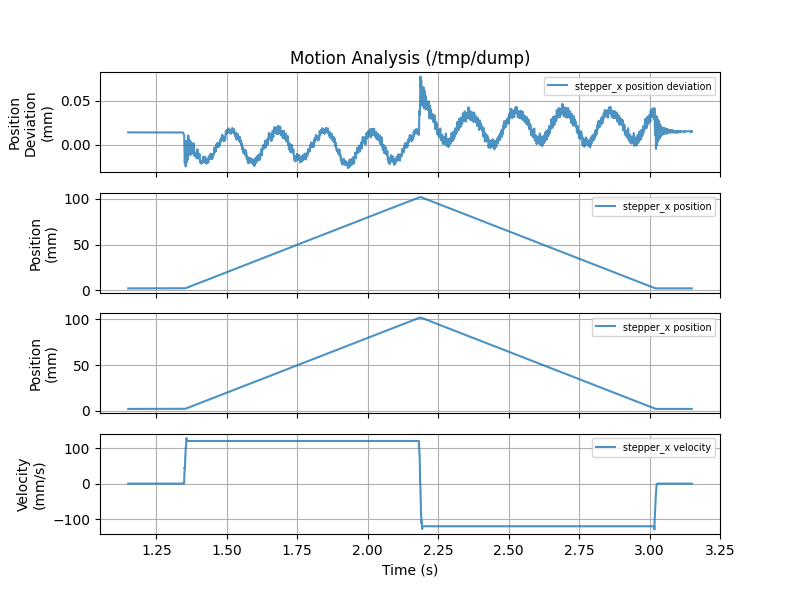 Motion Analysis (/tmp/dump)
Position
Deviation
(mm)
0.05
0.00
stepper_x position deviation
Position
(mm)
100
50
0
stepper_x position
Position
(mm)
100
50
0
stepper_x position
Velocity
(mm/s)
100
0
−100
stepper_x velocity
1.25 1.50 1.75 2.00 2.25 2.50 2.75 3.00 3.25
Time (s)